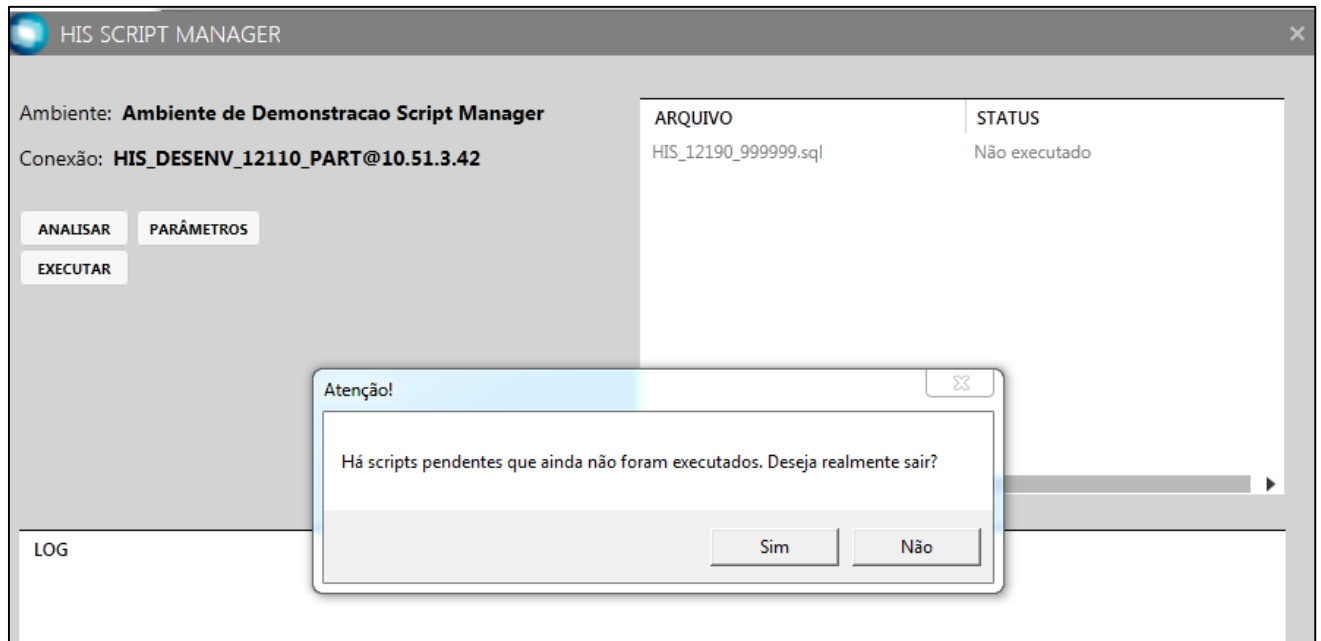 HIS SCRIPT MANAGER
Ambiente: Ambiente de Demonstracao Script Manager
Conexão: HIS_DESENV_12110_PART@10.51.3.42
ANALISAR PARÂMETROS
EXECUTAR
ARQUIVO STATUS
HIS_12190_999999.sql Não executado
Atenção!
Há scripts pendentes que ainda não foram executados. Deseja realmente sair?
Sim Não
LOG